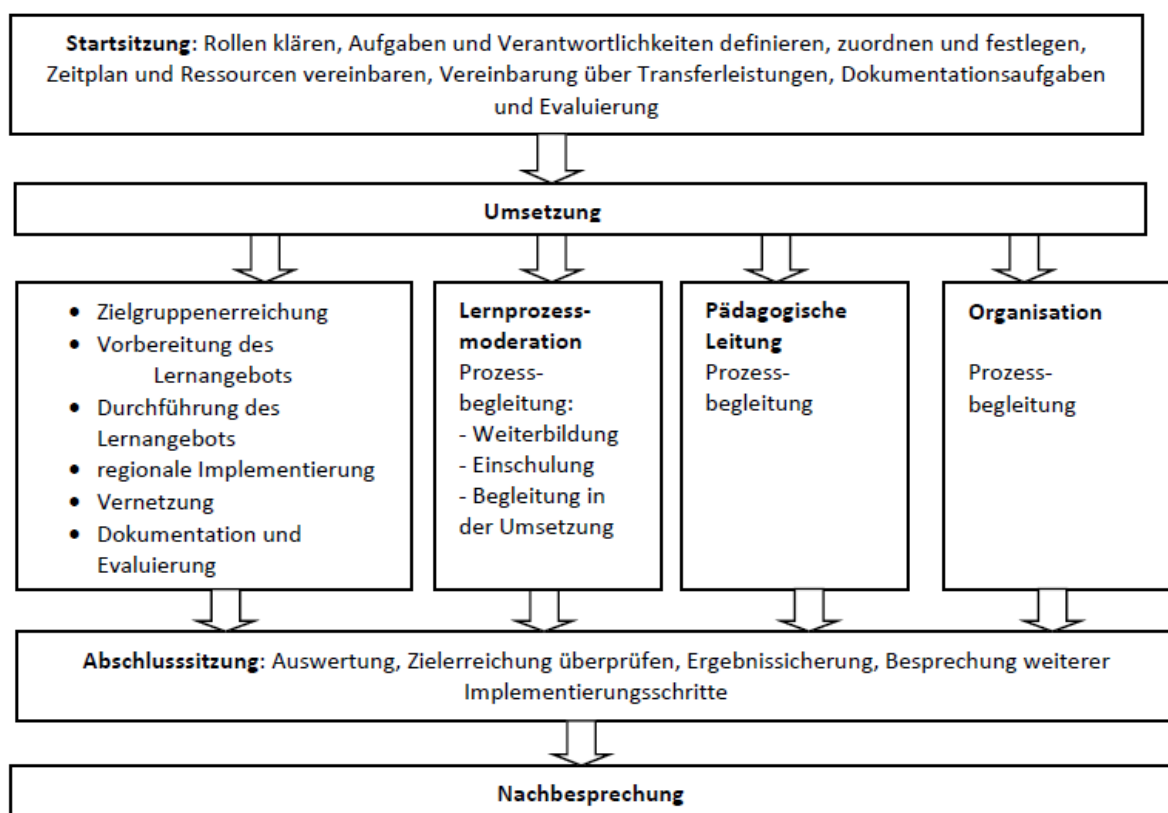 Startsitzung: Rollen klären, Aufgaben und Verantwortlichkeiten definieren, zuordnen und festlegen,
Zeitplan und Ressourcen vereinbaren, Vereinbarung über Transferleistungen, Dokumentationsaufgaben
und Evaluierung
Umsetzung
• Zielgruppenerreichung
• Vorbereitung des
Lernangebots
• Durchführung des
Lernangebots
• regionale Implementierung
• Vernetzung
• Dokumentation und
Evaluierung
Lernprozess-
moderation
Prozess-
begleitung:
- Weiterbildung
- Einschulung
- Begleitung in
der Umsetzung
Pädagogische
Leitung
Prozess-
begleitung
Organisation
Prozess-
begleitung
Abschlusssitzung: Auswertung, Zielerreichung überprüfen, Ergebnissicherung, Besprechung weiterer
Implementierungsschritte
Nachbesprechung